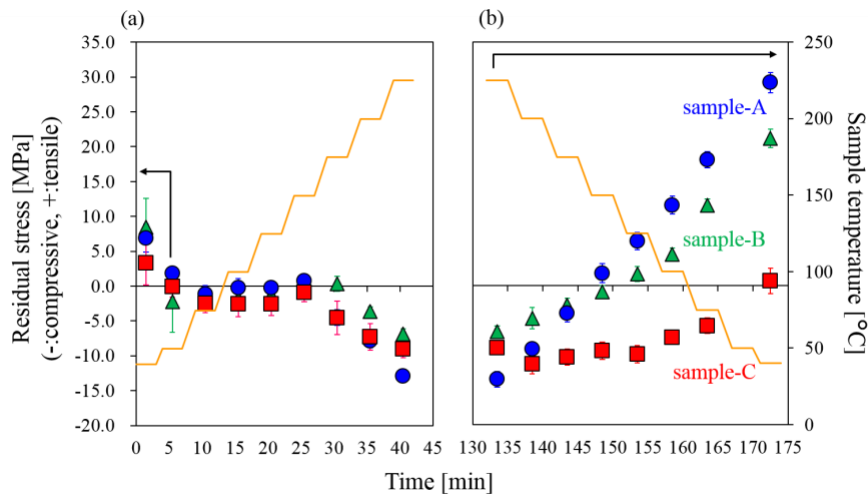 (a)
(b)
35.0
30.0
25.0
20.0
15.0
10.0
5.0
0.0
-5.0
-10.0
-15.0
-20.0
Residual stress [MPa]
(-:compressive, +:tensile)
0 5 10 15 20 25 30 35 40 45
130 135 140 145 150 155 160 165 170 175
Time [min]
sample-A
sample-B
sample-C
250
200
150
100
50
0
Sample temperature [°C]